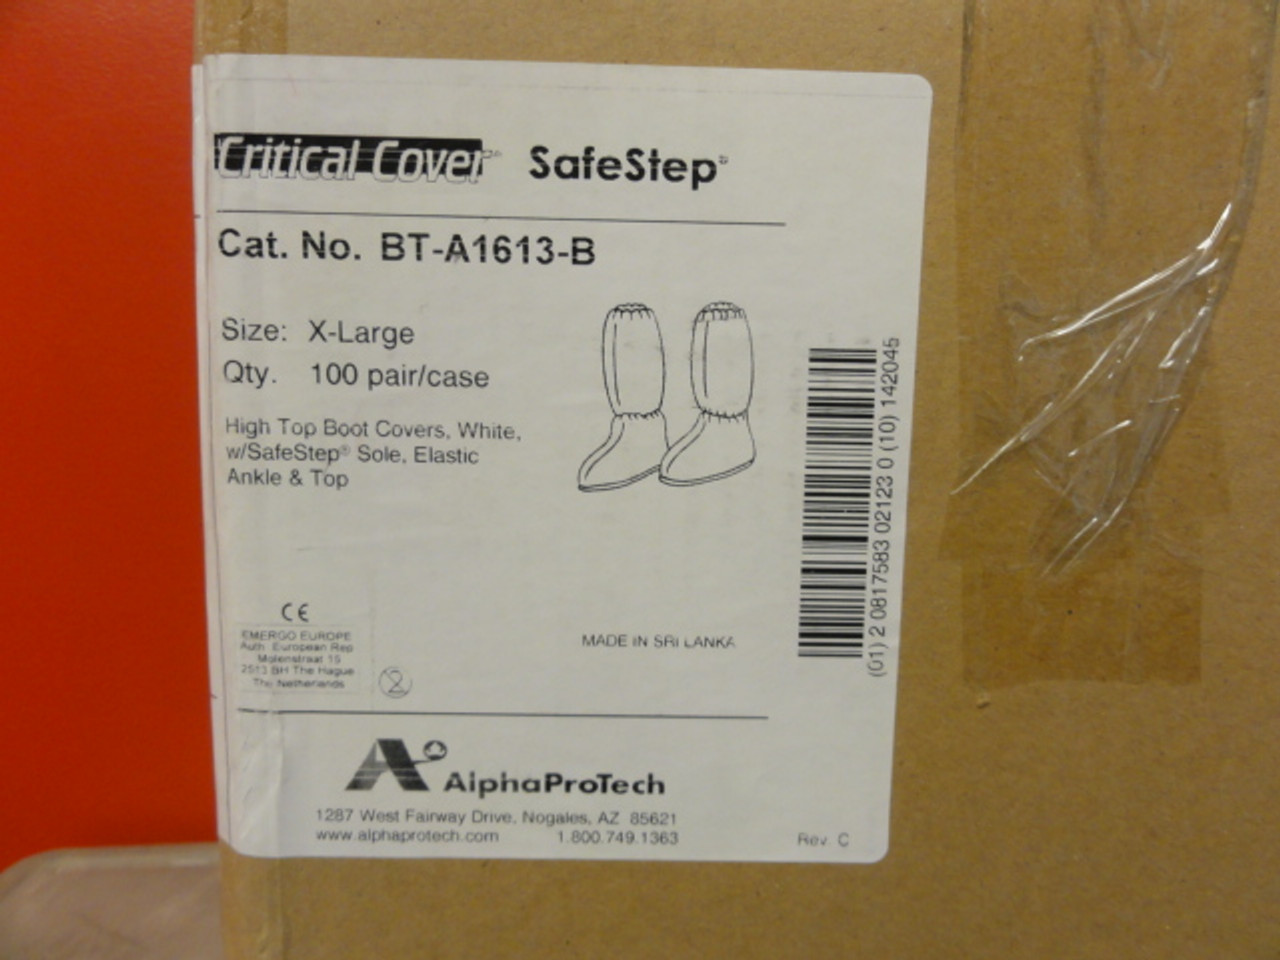 Critical Cover™ SafeStep®
Cat. No. BT-A1613-B
Size: X-Large
Qty. 100 pair/case
High Top Boot Covers, White,
w/SafeStep® Sole, Elastic
Ankle & Top
(01) 2 0817583 02123 0 (10) 142045
CE
EMERGO EUROPE
Auth. European Rep
Molenstraat 15
2513 BH The Hague
The Netherlands
2
MADE IN SRI LANKA
AlphaProTech
1287 West Fairway Drive, Nogales, AZ 85621
www.alphaprotech.com 1.800.749.1363
Rev. C